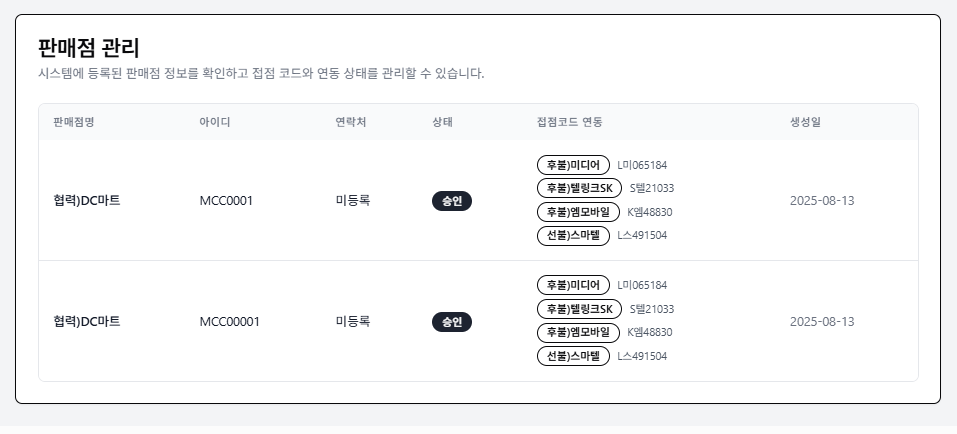 판매점 관리
시스템에 등록된 판매점 정보를 확인하고 접점 코드와 연동 상태를 관리할 수 있습니다.
판매점명 아이디 연락처 상태 접점코드 연동 생성일
협력)DC마트 MCC0001 미등록 승인 2025-08-13
후불)미디어 L미065184
후불)텔링크SK S텔21033
후불)엠모바일 K엠48830
선불)스마텔 L스491504
협력)DC마트 MCC00001 미등록 승인 2025-08-13
후불)미디어 L미065184
후불)텔링크SK S텔21033
후불)엠모바일 K엠48830
선불)스마텔 L스491504